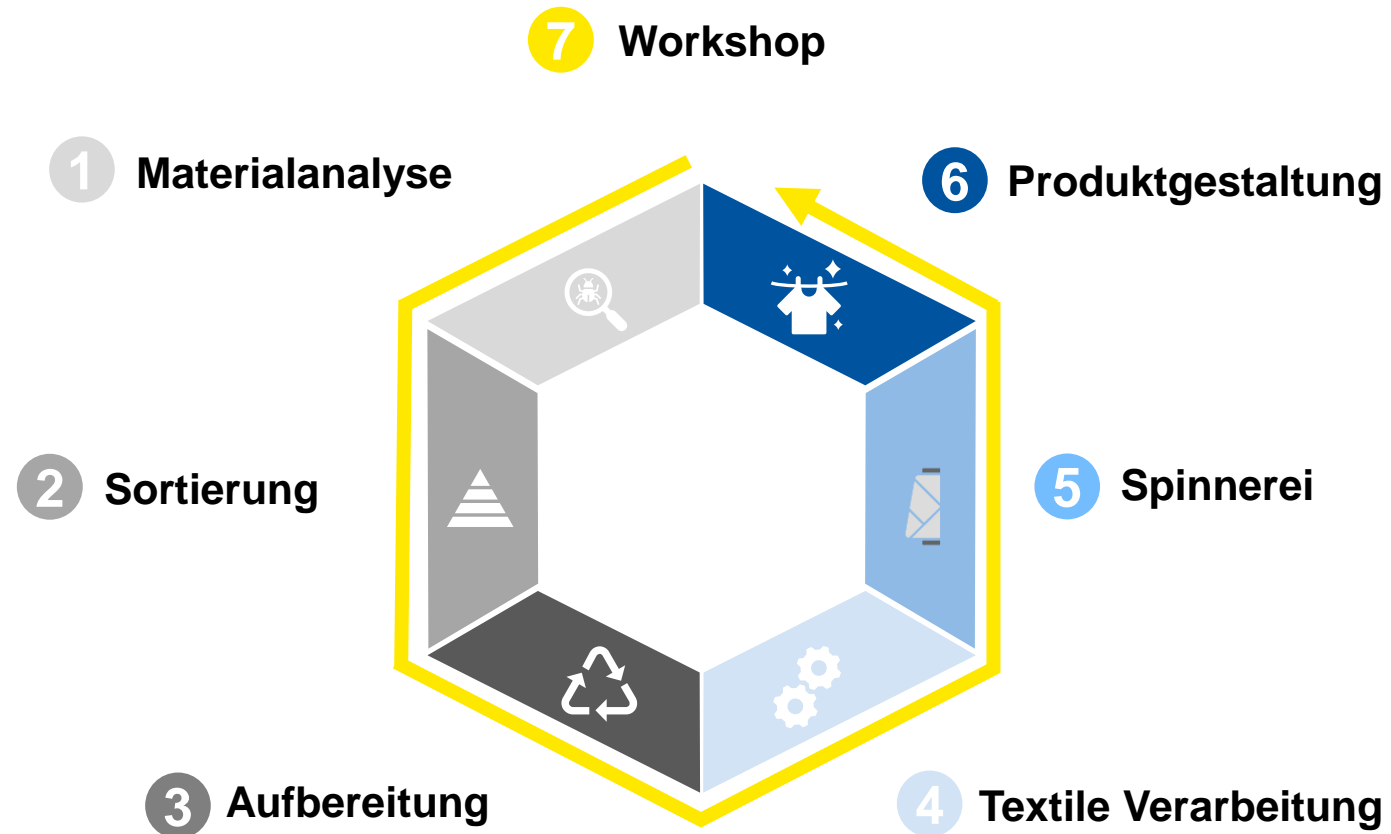 7 Workshop
1 Materialanalyse
6 Produktgestaltung
2 Sortierung
5 Spinnerei
3 Aufbereitung
4 Textile Verarbeitung